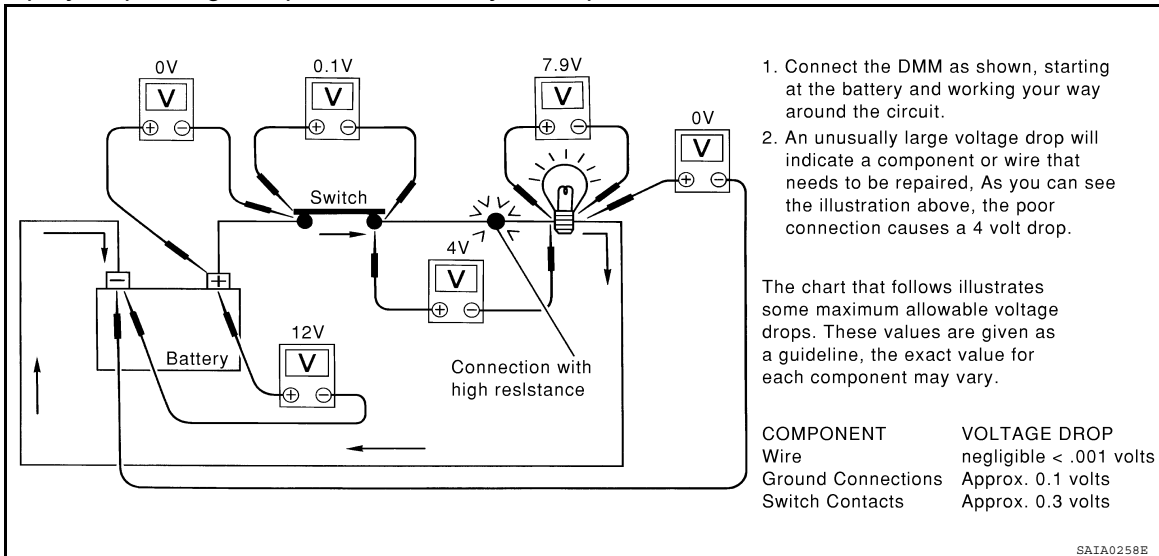 0V
0.1V
7.9V
0V
V
V
V
V
Switch
4V
V
12V
V
Battery
Connection with
high reslstance
1. Connect the DMM as shown, starting
at the battery and working your way
around the circuit.
2. An unusually large voltage drop will
indicate a component or wire that
needs to be repaired, As you can see
the illustration above, the poor
connection causes a 4 volt drop.
The chart that follows illustrates
some maximum allowable voltage
drops. These values are given as
a guideline, the exact value for
each component may vary.
COMPONENT VOLTAGE DROP
Wire negligible < .001 volts
Ground Connections Approx. 0.1 volts
Switch Contacts Approx. 0.3 volts
SAIA0258E